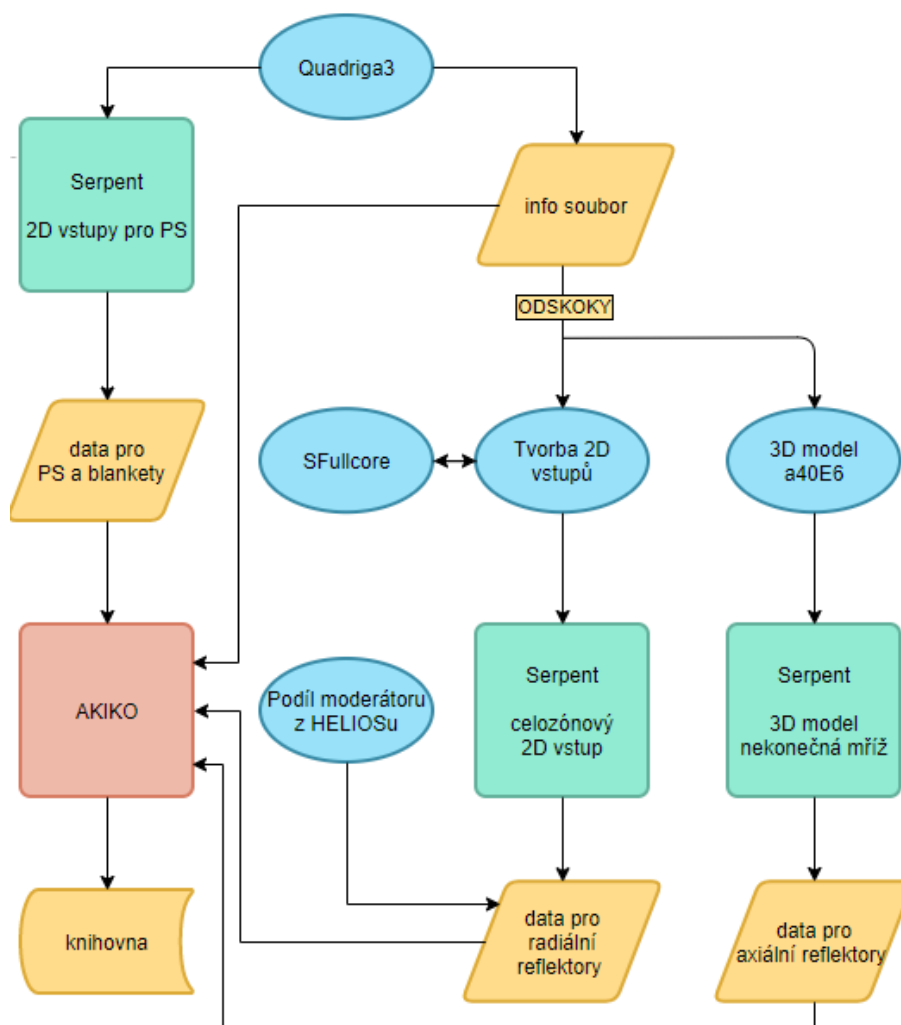 Quadriga3
Serpent
2D vstupy pro PS
info soubor
ODSKOKY
data pro
PS a blankety
SFullcore
Tvorba 2D
vstupů
3D model
a40E6
AKIKO
Podíl moderátoru
z HELIOSu
Serpent
celozónový
2D vstup
Serpent
3D model
nekonečná mříž
knihovna
data pro
radiální
reflektory
data pro
axiální reflektory